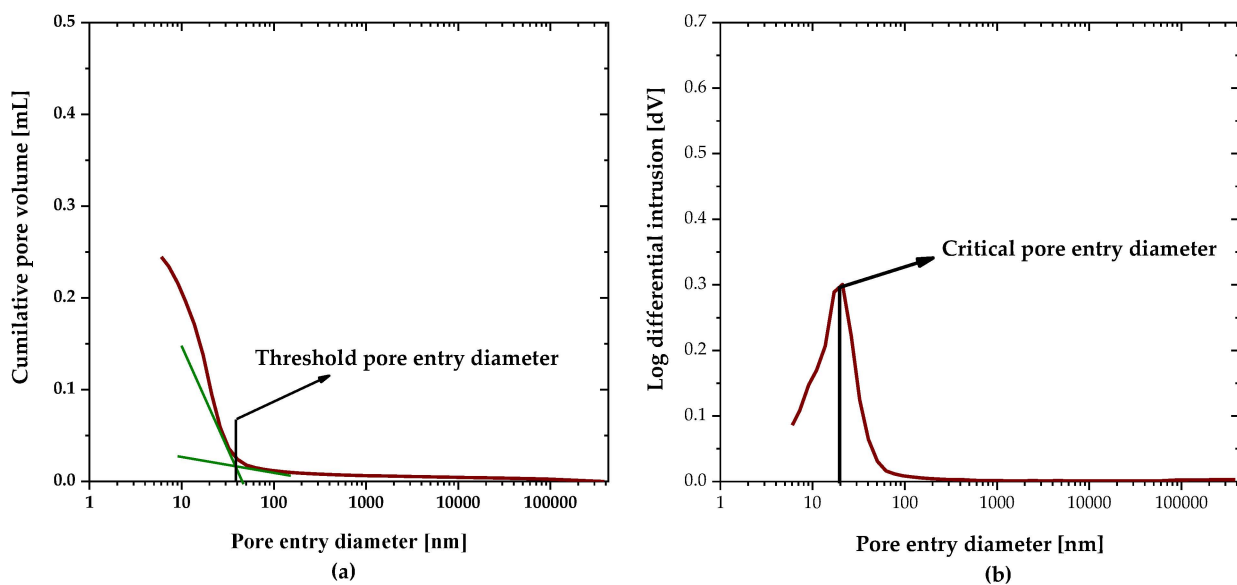 Cumilative pore volume [mL]
0.5
0.4
0.3
0.2
0.1
0.0
Threshold pore entry diameter
1 10 100 1000 10000 100000
Pore entry diameter [nm]
(a)
Log differential intrusion [dV]
0.7
0.6
0.5
0.4
0.3
0.2
0.1
0.0
Critical pore entry diameter
1 10 100 1000 10000 100000
Pore entry diameter [nm]
(b)